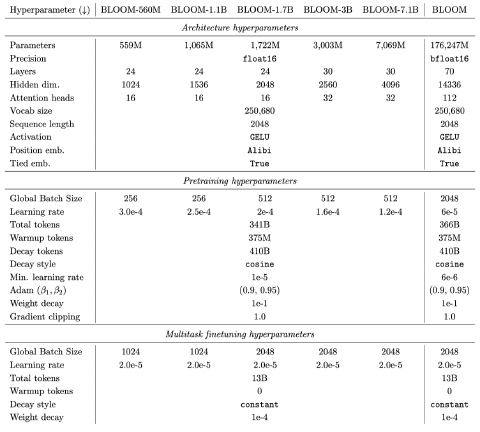 Hyperparameter (↓) BLOOM-560M BLOOM-1.1B BLOOM-1.7B BLOOM-3B BLOOM-7.1B BLOOM
Architecture hyperparameters
Parameters 559M 1,065M 1,722M 3,003M 7,069M 176,247M
Precision float16 bfloat16
Layers 24 24 24 30 30 70
Hidden dim. 1024 1536 2048 2560 4096 14336
Attention heads 16 16 16 32 32 112
Vocab size 250,680 250,680
Sequence length 2048 2048
Activation GELU GELU
Position emb. Alibi Alibi
Tied emb. True True
Pretraining hyperparameters
Global Batch Size 256 256 512 512 512 2048
Learning rate 3.0e-4 2.5e-4 2e-4 1.6e-4 1.2e-4 6e-5
Total tokens 341B 366B
Warmup tokens 375M 375M
Decay tokens 410B 410B
Decay style cosine cosine
Min. learning rate 1e-5 6e-6
Adam (β1, β2) (0.9, 0.95) (0.9, 0.95)
Weight decay 1e-1 1e-1
Gradient clipping 1.0 1.0
Multitask finetuning hyperparameters
Global Batch Size 1024 1024 2048 2048 2048 2048
Learning rate 2.0e-5 2.0e-5 2.0e-5 2.0e-5 2.0e-5 2.0e-5
Total tokens 13B 13B
Warmup tokens 0 0
Decay style constant constant
Weight decay 1e-4 1e-4